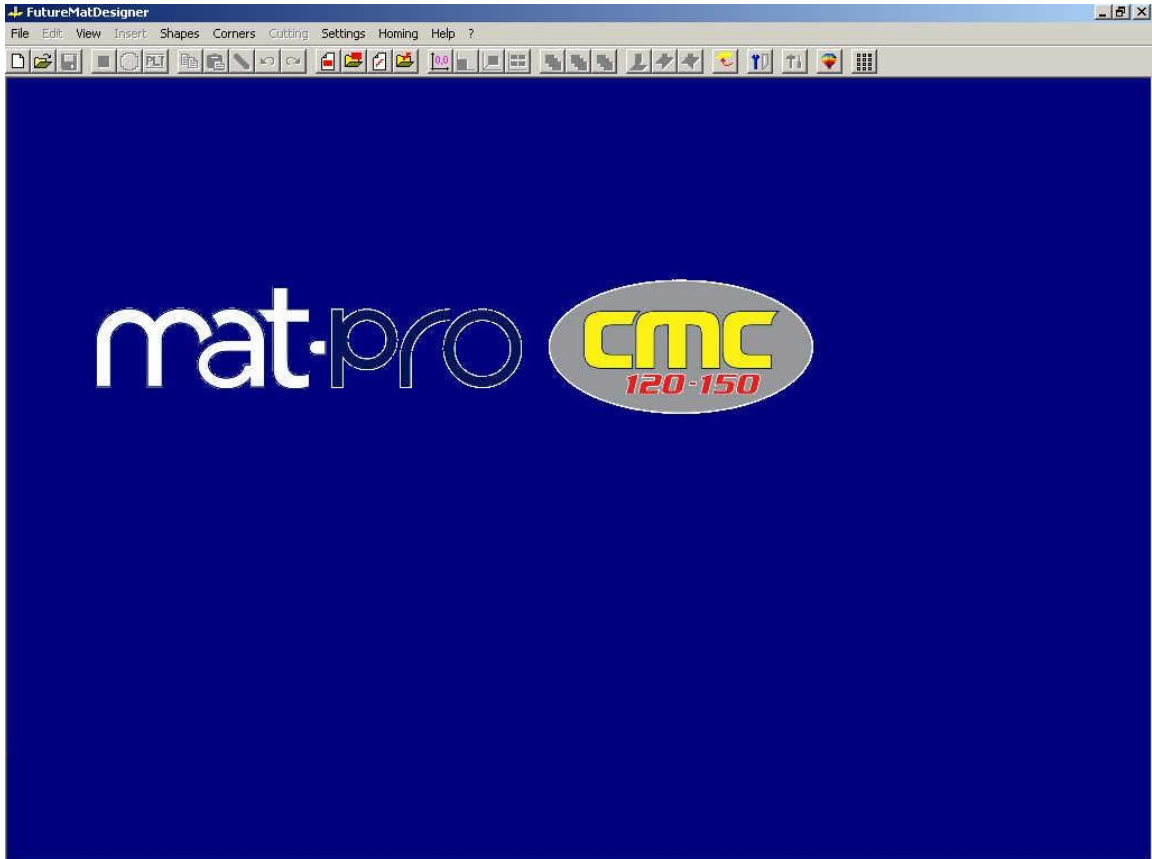 FutureMatDesigner
File Edit View Insert Shapes Corners Cutting Settings Homing Help ?
PLT 0,0
mat·pro
CMC
120-150